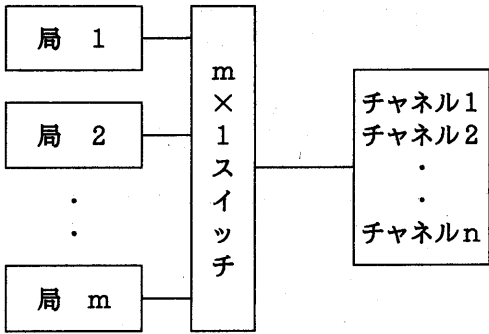 局 1
局 2
・
・
局 m
m×1スイッチ
チャネル1
チャネル2
・
・
チャネルn